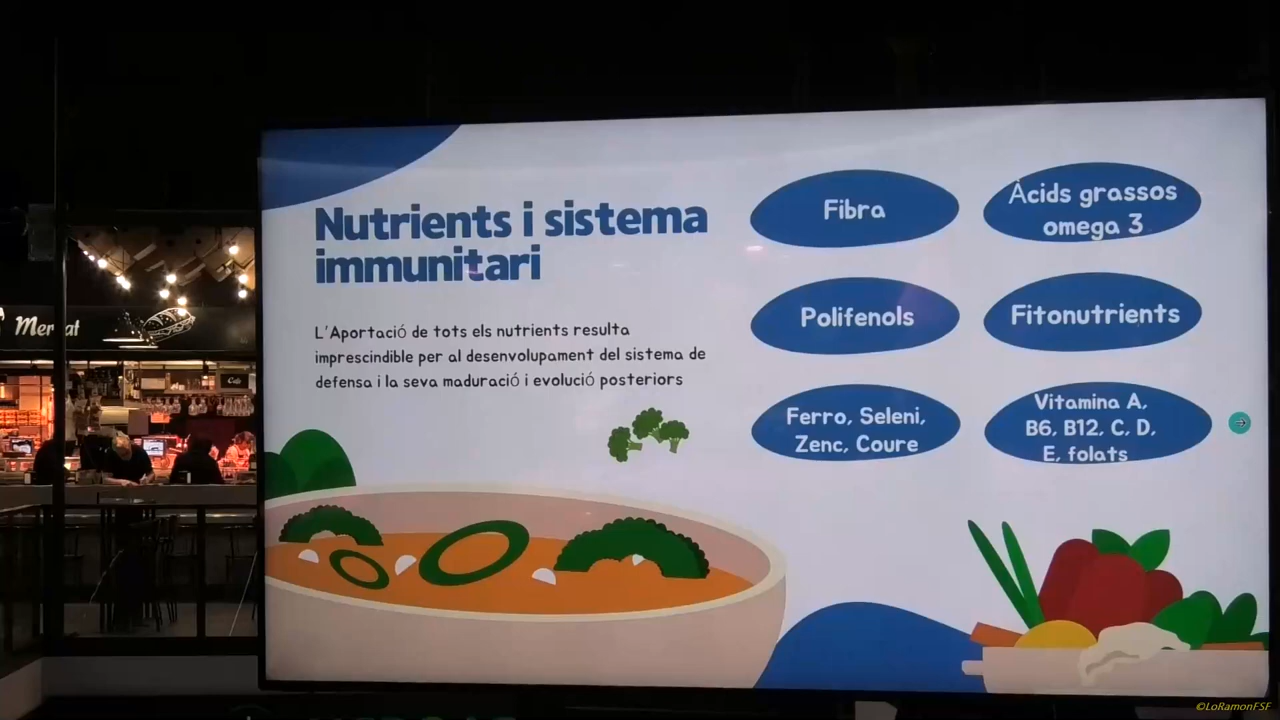 Nutrients i sistema
immunitari
L'Aportació de tots els nutrients resulta
imprescindible per al desenvolupament del sistema de
defensa i la seva maduració i evolució posteriors
Fibra
Àcids grassos
omega 3
Polifenols
Fitonutrients
Ferro, Seleni,
Zenc, Coure
Vitamina A,
B6, B12, C, D,
E, folats
Mercat
Cafe
©LoRamonFSF